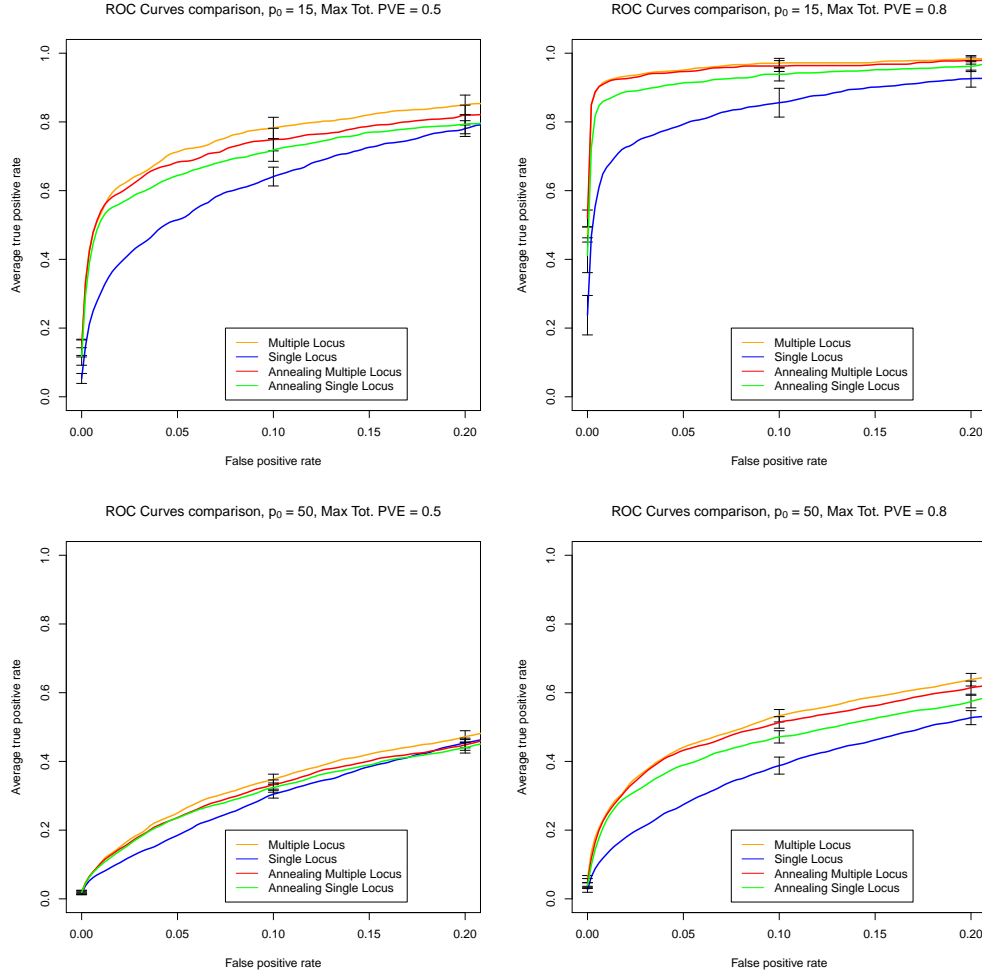 ROC Curves comparison, p₀ = 15, Max Tot. PVE = 0.5
Average true positive rate
1.0
0.8
0.6
0.4
0.2
0.0
Multiple Locus
Single Locus
Annealing Multiple Locus
Annealing Single Locus
0.00 0.05 0.10 0.15 0.20
False positive rate
ROC Curves comparison, p₀ = 15, Max Tot. PVE = 0.8
Average true positive rate
1.0
0.8
0.6
0.4
0.2
0.0
Multiple Locus
Single Locus
Annealing Multiple Locus
Annealing Single Locus
0.00 0.05 0.10 0.15 0.20
False positive rate
ROC Curves comparison, p₀ = 50, Max Tot. PVE = 0.5
Average true positive rate
1.0
0.8
0.6
0.4
0.2
0.0
Multiple Locus
Single Locus
Annealing Multiple Locus
Annealing Single Locus
0.00 0.05 0.10 0.15 0.20
False positive rate
ROC Curves comparison, p₀ = 50, Max Tot. PVE = 0.8
Average true positive rate
1.0
0.8
0.6
0.4
0.2
0.0
Multiple Locus
Single Locus
Annealing Multiple Locus
Annealing Single Locus
0.00 0.05 0.10 0.15 0.20
False positive rate